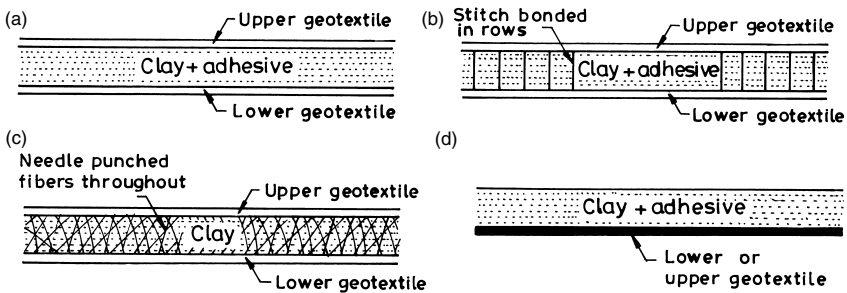 (a)
Upper geotextile
Clay + adhesive
Lower geotextile
(b)
Stitch bonded
in rows
Upper geotextile
Clay + adhesive
Lower geotextile
(c)
Needle punched
fibers throughout
Upper geotextile
Clay
Lower geotextile
(d)
Clay + adhesive
Lower or
upper geotextile